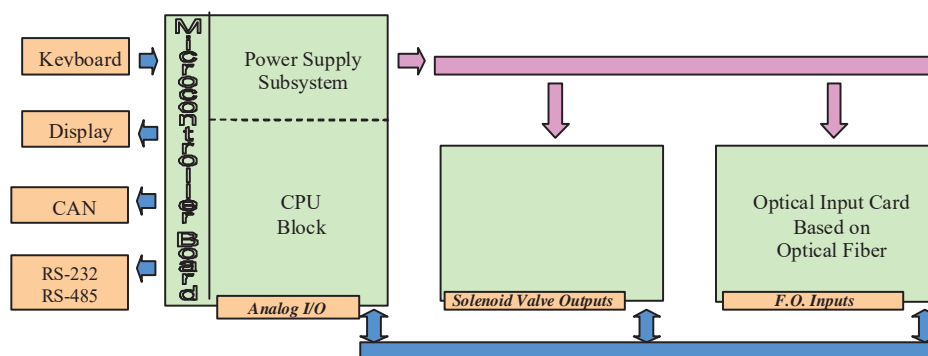 Kevboard
Display
CAN
RS-232
RS-485
Microcontroller Board
Power Supply
Subsystem
CPU
Block
Analog I/O
Solenoid Valve Outputs
Optical Input Card
Based on
Optical Fiber
F.O. Inputs